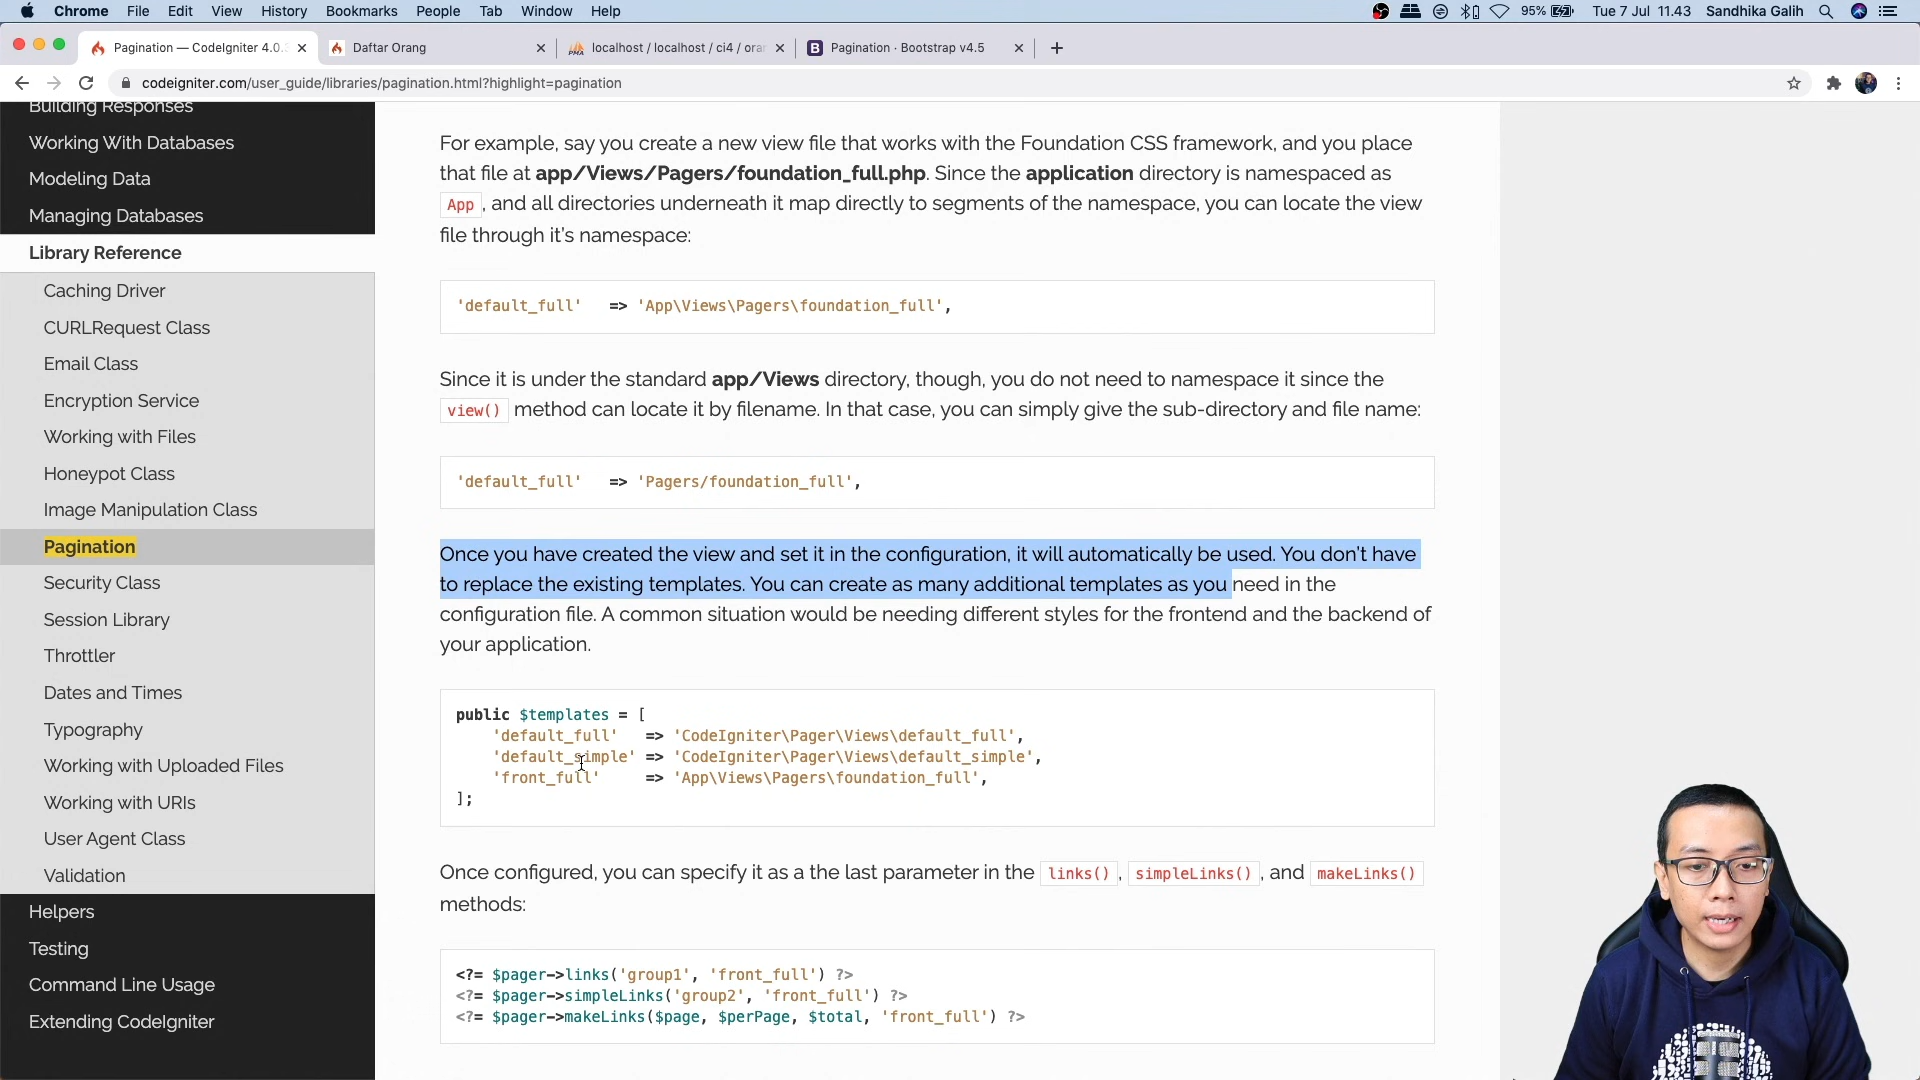 Chrome File Edit View History Bookmarks People Tab Window Help 95% Tue 7 Jul 11.43 Sandhika Galih
Pagination — CodeIgniter 4.0. Daftar Orang localhost / localhost / ci4 / oran Pagination · Bootstrap v4.5
codeigniter.com/user_guide/libraries/pagination.html?highlight=pagination
Building Responses
Working With Databases
Modeling Data
Managing Databases
Library Reference
Caching Driver
CURLRequest Class
Email Class
Encryption Service
Working with Files
Honeypot Class
Image Manipulation Class
Pagination
Security Class
Session Library
Throttler
Dates and Times
Typography
Working with Uploaded Files
Working with URIs
User Agent Class
Validation
Helpers
Testing
Command Line Usage
Extending CodeIgniter
For example, say you create a new view file that works with the Foundation CSS framework, and you place
that file at app/Views/Pagers/foundation_full.php. Since the application directory is namespaced as
App , and all directories underneath it map directly to segments of the namespace, you can locate the view
file through it's namespace:
'default_full' => 'App\Views\Pagers\foundation_full',
Since it is under the standard app/Views directory, though, you do not need to namespace it since the
view() method can locate it by filename. In that case, you can simply give the sub-directory and file name:
'default_full' => 'Pagers/foundation_full',
Once you have created the view and set it in the configuration, it will automatically be used. You don't have
to replace the existing templates. You can create as many additional templates as you need in the
configuration file. A common situation would be needing different styles for the frontend and the backend of
your application.
public $templates = [
'default_full' => 'CodeIgniter\Pager\Views\default_full',
'default_simple' => 'CodeIgniter\Pager\Views\default_simple',
'front_full' => 'App\Views\Pagers\foundation_full',
];
Once configured, you can specify it as a the last parameter in the links() , simpleLinks() , and makeLinks()
methods:
<?= $pager->links('group1', 'front_full') ?>
<?= $pager->simpleLinks('group2', 'front_full') ?>
<?= $pager->makeLinks($page, $perPage, $total, 'front_full') ?>